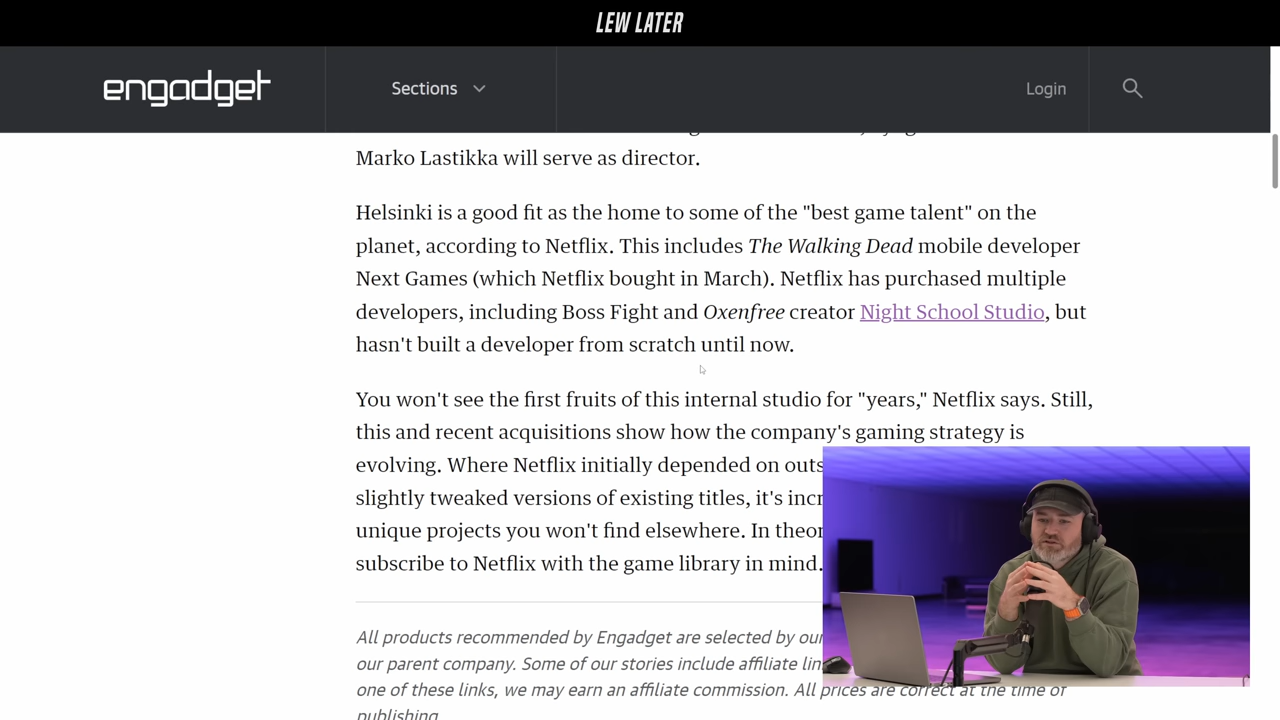 LEW LATER
engadget
Sections
Login
Marko Lastikka will serve as director.
Helsinki is a good fit as the home to some of the "best game talent" on the
planet, according to Netflix. This includes The Walking Dead mobile developer
Next Games (which Netflix bought in March). Netflix has purchased multiple
developers, including Boss Fight and Oxenfree creator Night School Studio, but
hasn't built a developer from scratch until now.
You won't see the first fruits of this internal studio for "years," Netflix says. Still,
this and recent acquisitions show how the company's gaming strategy is
evolving. Where Netflix initially depended on
slightly tweaked versions of existing titles, it's
unique projects you won't find elsewhere. In
subscribe to Netflix with the game library in mind.
All products recommended by Engadget are selected by
our parent company. Some of our stories include affiliate
one of these links, we may earn an affiliate commission. All prices are correct at the time of
publishing.